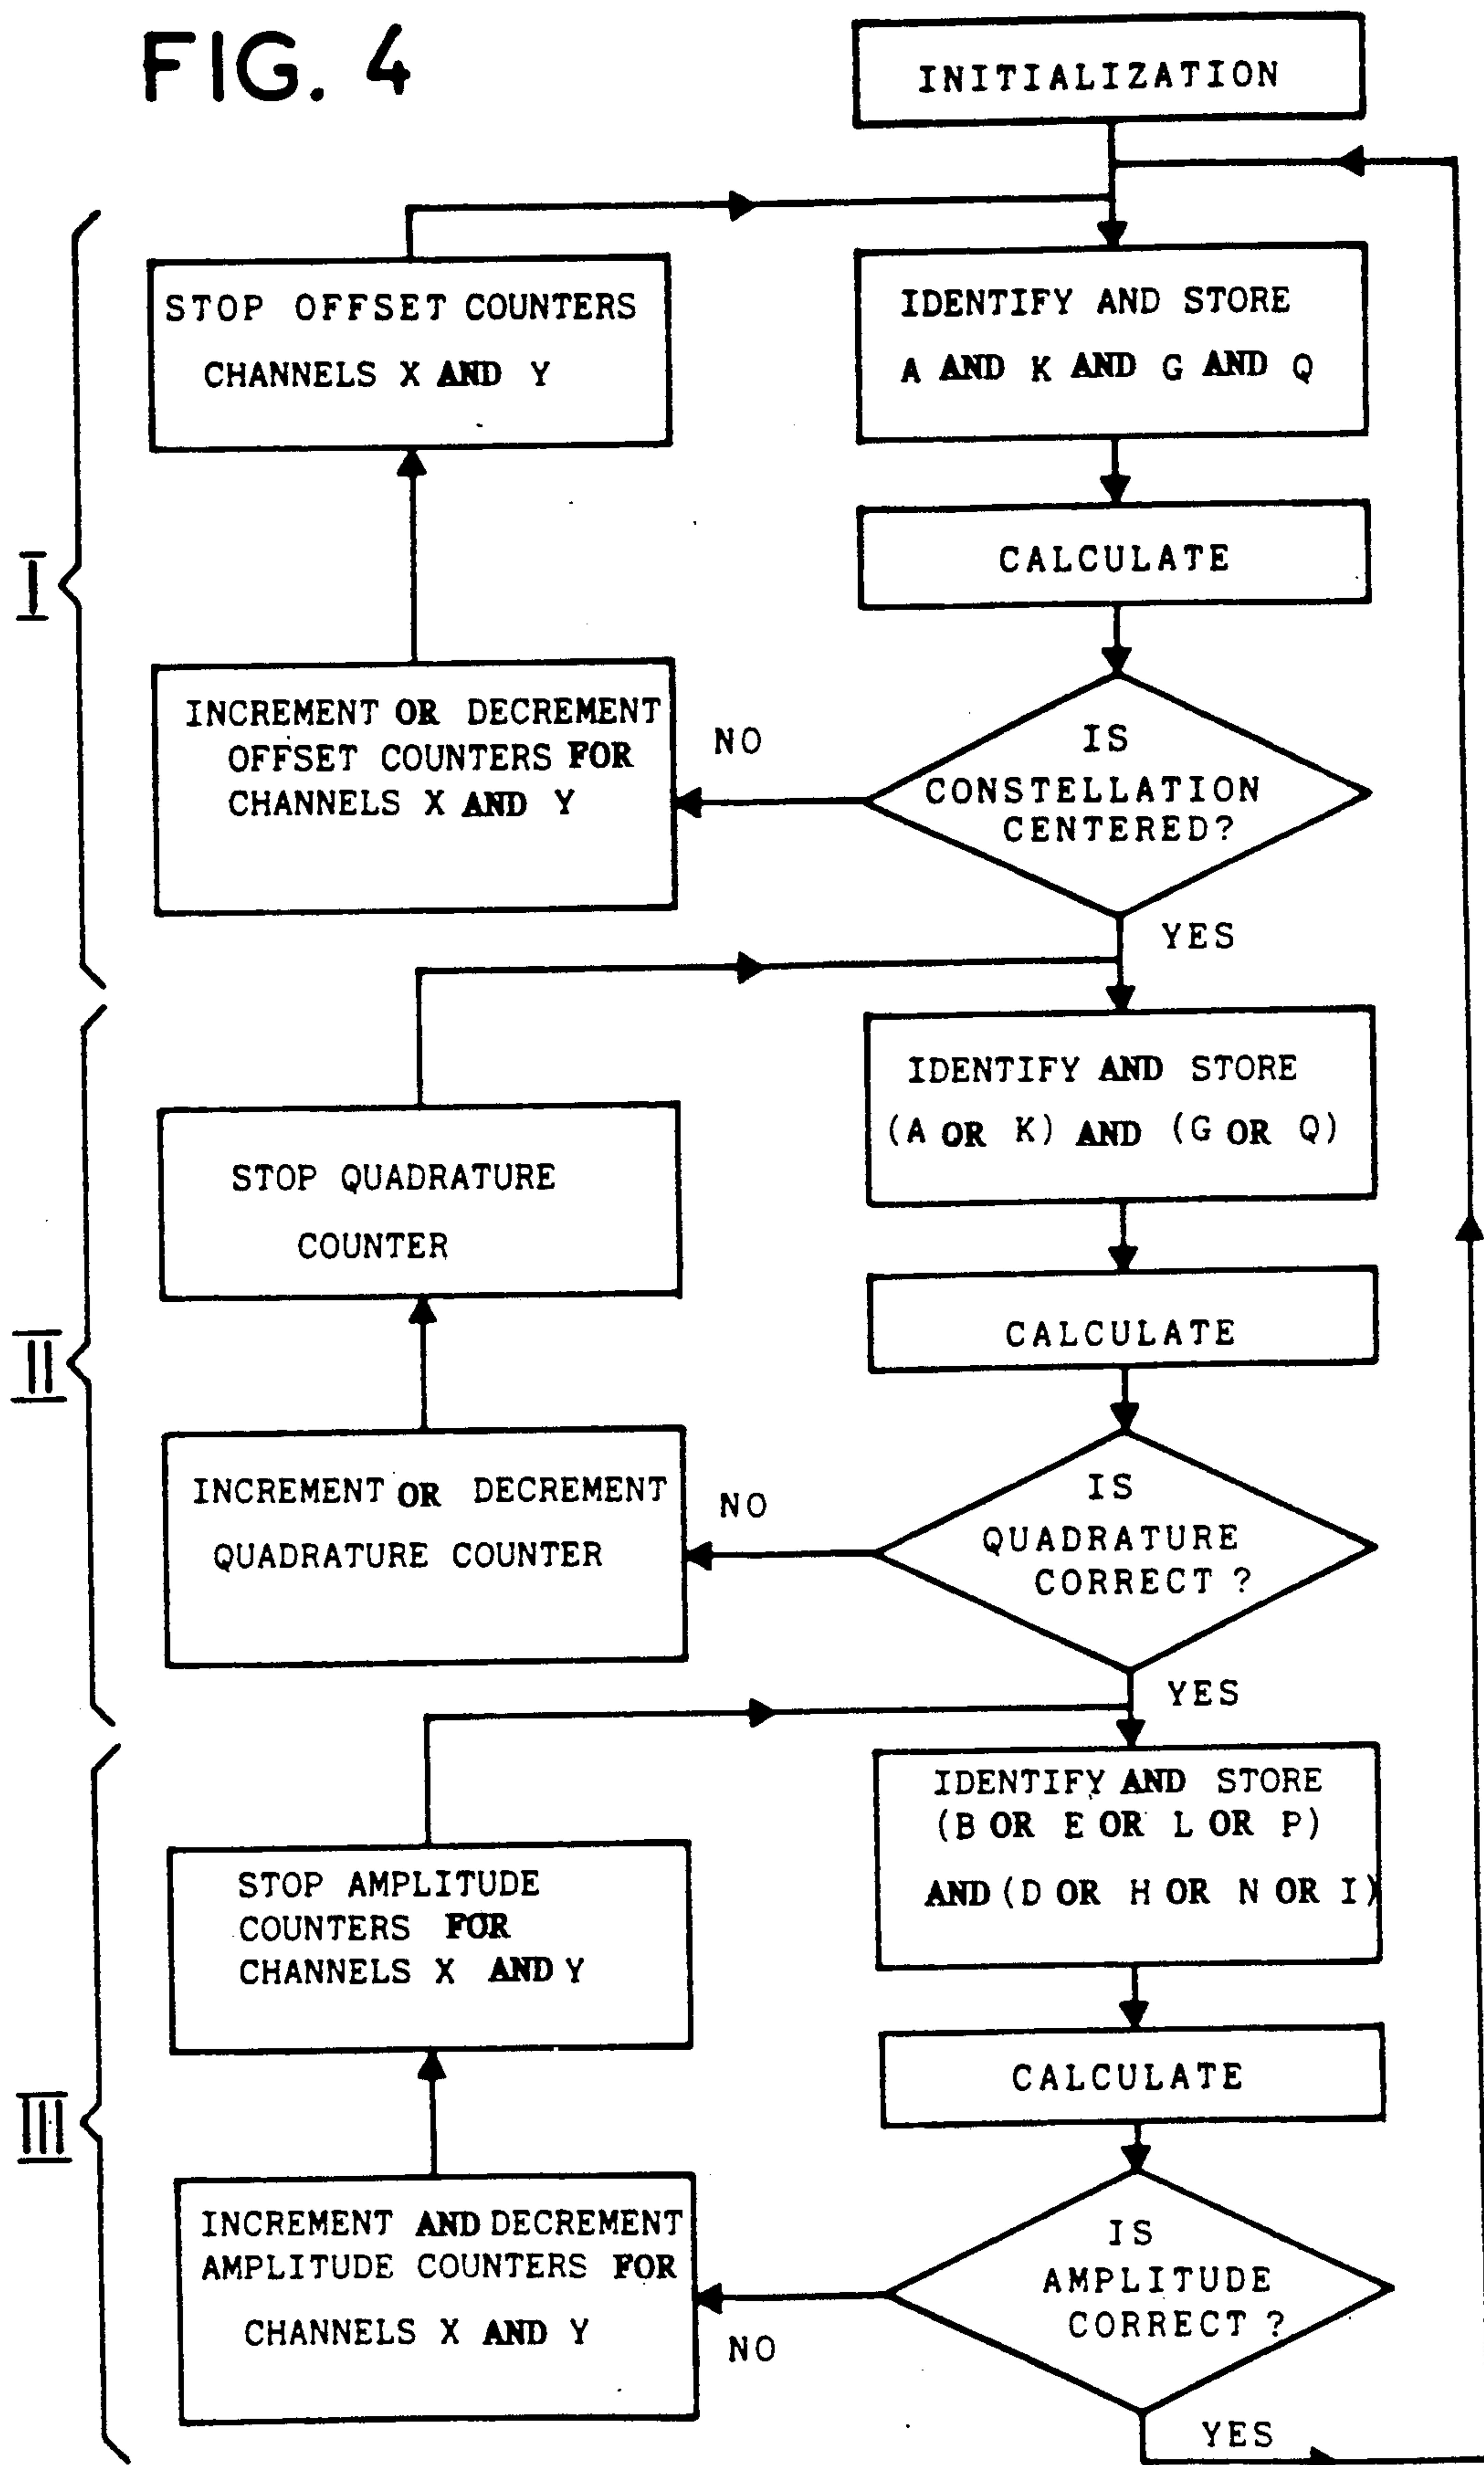 FIG. 4
INITIALIZATION
STOP OFFSET COUNTERS
CHANNELS X AND Y
IDENTIFY AND STORE
A AND K AND G AND Q
CALCULATE
I
INCREMENT OR DECREMENT
OFFSET COUNTERS FOR
CHANNELS X AND Y
NO
IS
CONSTELLATION
CENTERED?
YES
IDENTIFY AND STORE
(A OR K) AND (G OR Q)
STOP QUADRATURE
COUNTER
CALCULATE
II
INCREMENT OR DECREMENT
QUADRATURE COUNTER
NO
IS
QUADRATURE
CORRECT ?
YES
IDENTIFY AND STORE
(B OR E OR L OR P)
AND (D OR H OR N OR I)
STOP AMPLITUDE
COUNTERS FOR
CHANNELS X AND Y
CALCULATE
III
INCREMENT AND DECREMENT
AMPLITUDE COUNTERS FOR
CHANNELS X AND Y
NO
IS
AMPLITUDE
CORRECT ?
YES